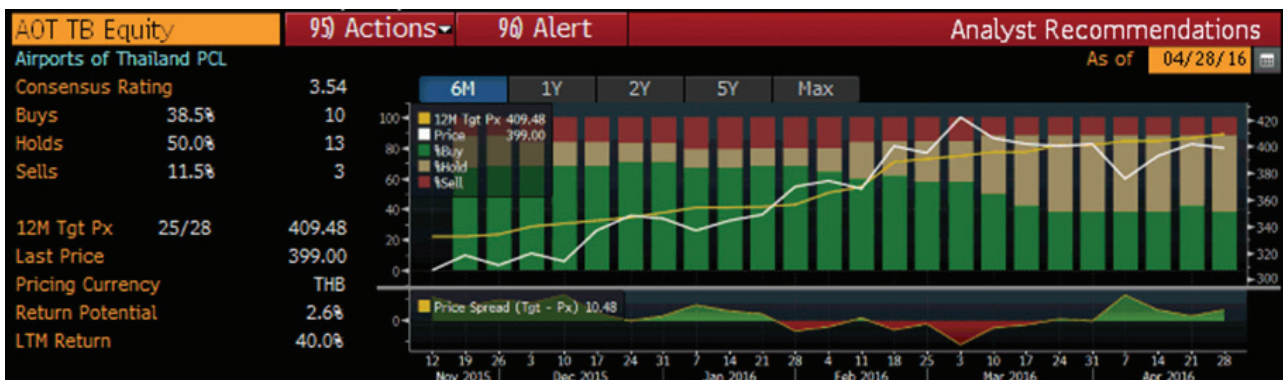 AOT TB Equity 95) Actions 96) Alert Analyst Recommendations
Airports of Thailand PCL As of 04/28/16
Consensus Rating 3.54 6M 1Y 2Y 5Y Max
Buys 38.5% 10
Holds 50.0% 13
Sells 11.5% 3
12M Tgt Px 25/28 409.48
Last Price 399.00
Pricing Currency THB
Return Potential 2.6%
LTM Return 40.0%
12M Tgt Px 409.48
Price 399.00
%Buy
%Hold
%Sell
100
80
60
40
20
0
420
400
380
360
340
320
300
Price Spread (Tgt - Px) 10.48
0
12 19 26 3 10 17 24 31 7 14 21 28 4 11 18 25 3 10 17 24 31 7 14 21 28
Nov 2015 Dec 2015 Jan 2016 Feb 2016 Mar 2016 Apr 2016